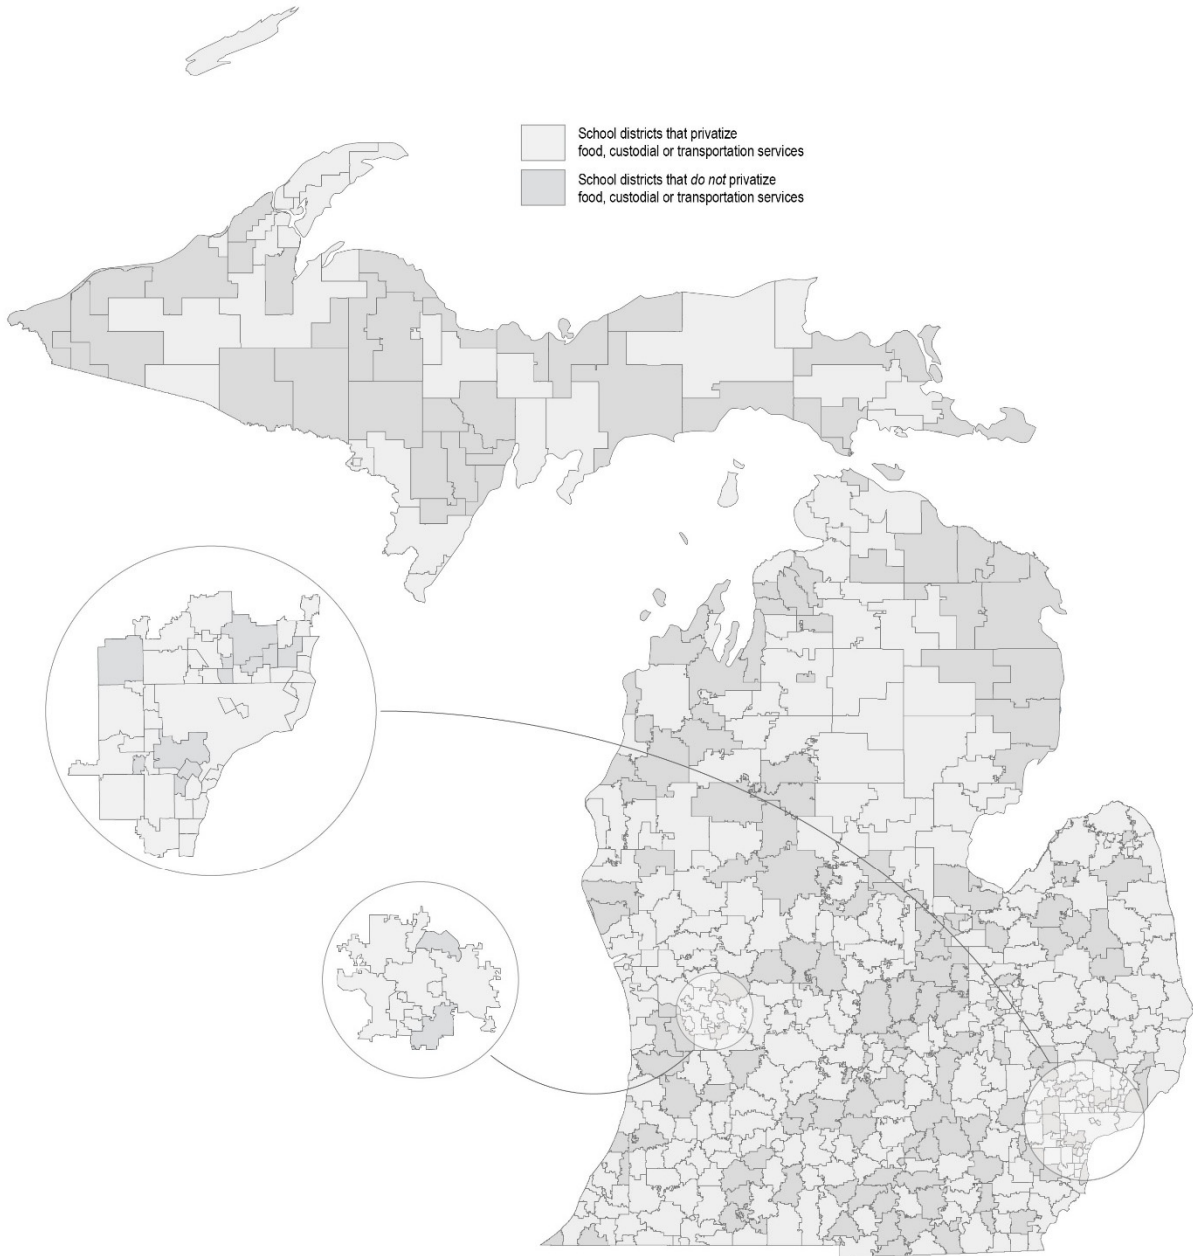 School districts that privatize
food, custodial or transportation services
School districts that do not privatize
food, custodial or transportation services